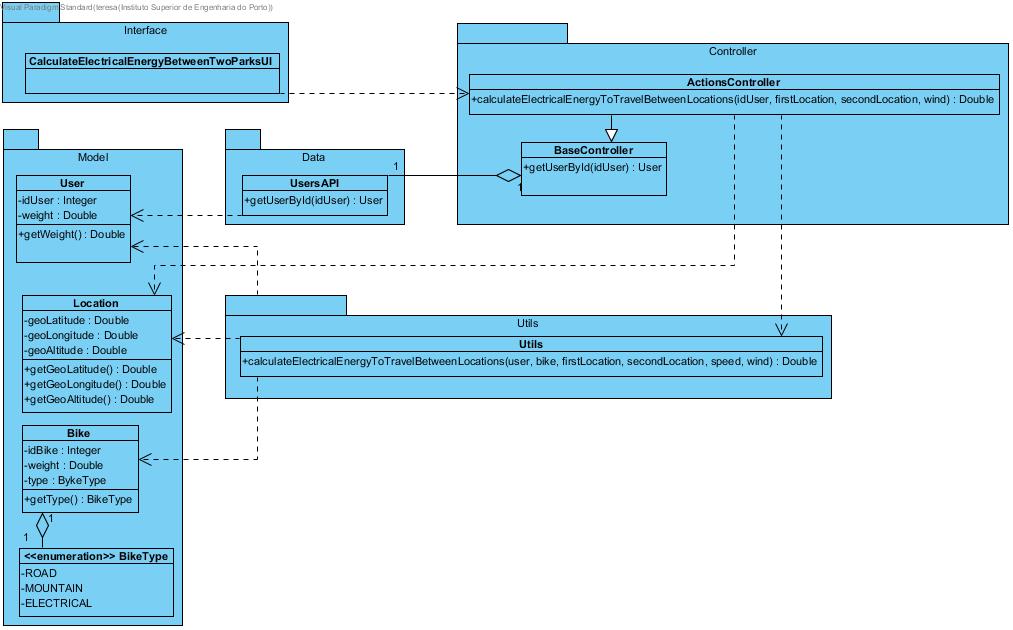 Visual Paradigm Standard(teresa(Instituto Superior de Engenharia do Porto))
Interface
CalculateElectricalEnergyBetweenTwoParksUI
Controller
ActionsController
+calculateElectricalEnergyToTravelBetweenLocations(idUser, firstLocation, secondLocation, wind) : Double
BaseController
+getUserById(idUser) : User
1
1
Data
UsersAPI
+getUserById(idUser) : User
Model
User
-idUser : Integer
-weight : Double
+getWeight() : Double
Location
-geoLatitude : Double
-geoLongitude : Double
-geoAltitude : Double
+getGeoLatitude() : Double
+getGeoLongitude() : Double
+getGeoAltitude() : Double
Utils
Utils
+calculateElectricalEnergyToTravelBetweenLocations(user, bike, firstLocation, secondLocation, speed, wind) : Double
Bike
-idBike : Integer
-weight : Double
-type : BykeType
+getType() : BikeType
1
1
<<enumeration>> BikeType
-ROAD
-MOUNTAIN
-ELECTRICAL